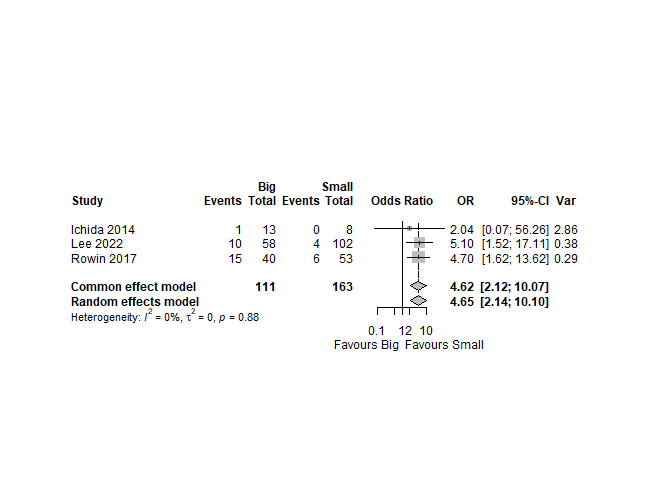 Big Small
Study Events Total Events Total Odds Ratio OR 95%-CI Var
Ichida 2014 1 13 0 8 2.04 [0.07; 56.26] 2.86
Lee 2022 10 58 4 102 5.10 [1.52; 17.11] 0.38
Rowin 2017 15 40 6 53 4.70 [1.62; 13.62] 0.29
Common effect model 111 163 4.62 [2.12; 10.07]
Random effects model 4.65 [2.14; 10.10]
Heterogeneity: I² = 0%, τ² = 0, p = 0.88
0.1 1 2 10
Favours Big Favours Small